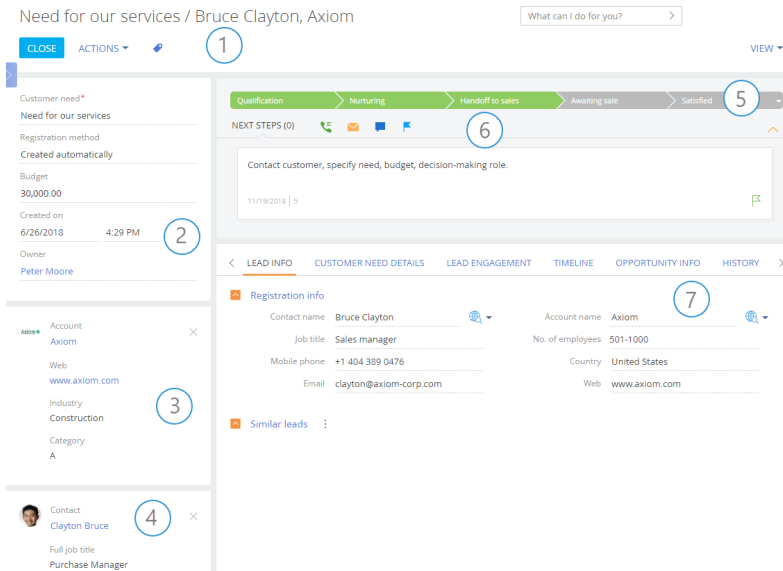 Need for our services / Bruce Clayton, Axiom
What can I do for you?
CLOSE ACTIONS 1 VIEW
Customer need*
Need for our services
Registration method
Created automatically
Budget
30,000.00
Created on
6/26/2018 4:29 PM 2
Owner
Peter Moore
Axiom
Account
Axiom
Web
www.axiom.com
Industry
Construction 3
Category
A
Contact
Clayton Bruce 4
Full job title
Purchase Manager
Qualification Nurturing Handoff to sales Awaiting sale Satisfied 5
NEXT STEPS (0) 6
Contact customer, specify need, budget, decision-making role.
11/19/2018 | 5
LEAD INFO CUSTOMER NEED DETAILS LEAD ENGAGEMENT TIMELINE OPPORTUNITY INFO HISTORY
Registration info 7
Contact name Bruce Clayton Account name Axiom
Job title Sales manager No. of employees 501-1000
Mobile phone +1 404 389 0476 Country United States
Email clayton@axiom-corp.com Web www.axiom.com
Similar leads